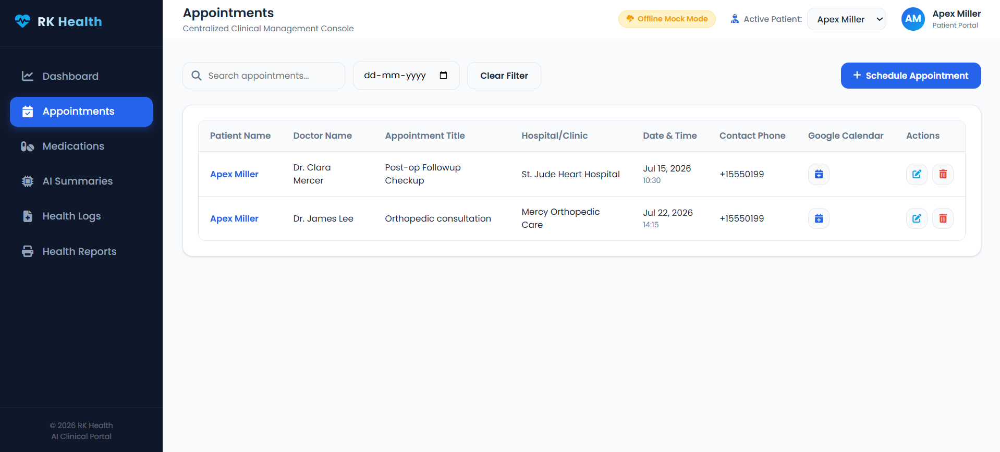 RK Health
Dashboard
Appointments
Medications
AI Summaries
Health Logs
Health Reports
© 2026 RK Health
AI Clinical Portal
Appointments
Centralized Clinical Management Console
Offline Mock Mode
Active Patient:
Apex Miller
AM
Apex Miller
Patient Portal
Search appointments...
dd-mm-yyyy
Clear Filter
+ Schedule Appointment
Patient Name Doctor Name Appointment Title Hospital/Clinic Date & Time Contact Phone Google Calendar Actions
Apex Miller
Dr. Clara
Mercer
Post-op Followup
Checkup
St. Jude Heart Hospital
Jul 15, 2026
10:30
+15550199
Apex Miller
Dr. James Lee
Orthopedic consultation
Mercy Orthopedic
Care
Jul 22, 2026
14:15
+15550199